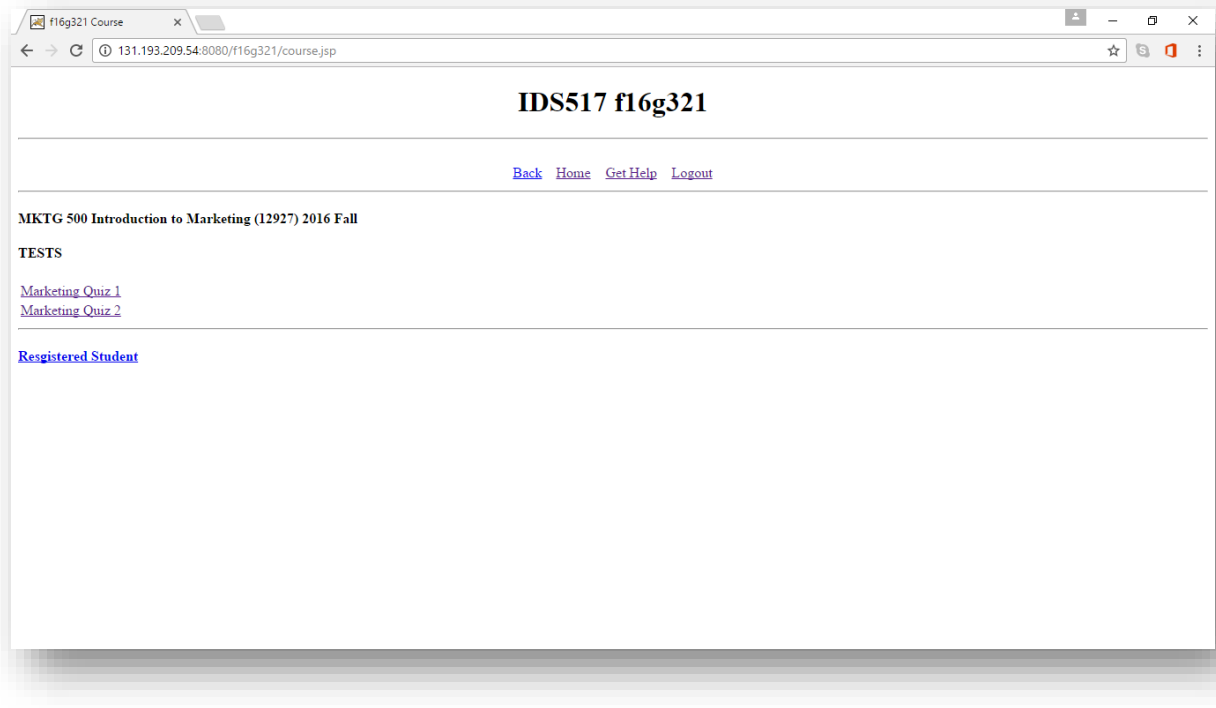 f16g321 Course
131.193.209.54:8080/f16g321/course.jsp
IDS517 f16g321
Back Home Get Help Logout
MKTG 500 Introduction to Marketing (12927) 2016 Fall
TESTS
Marketing Quiz 1
Marketing Quiz 2
Resgistered Student